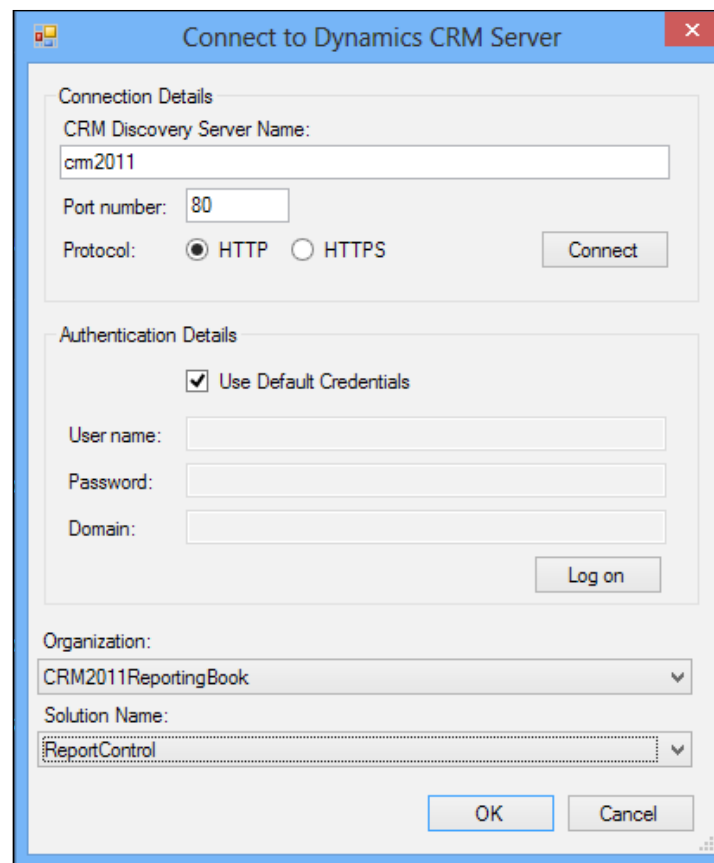 Connect to Dynamics CRM Server
Connection Details
CRM Discovery Server Name:
crm2011
Port number: 80
Protocol: HTTP HTTPS Connect
Authentication Details
Use Default Credentials
User name:
Password:
Domain:
Log on
Organization:
CRM2011ReportingBook
Solution Name:
ReportControl
OK Cancel